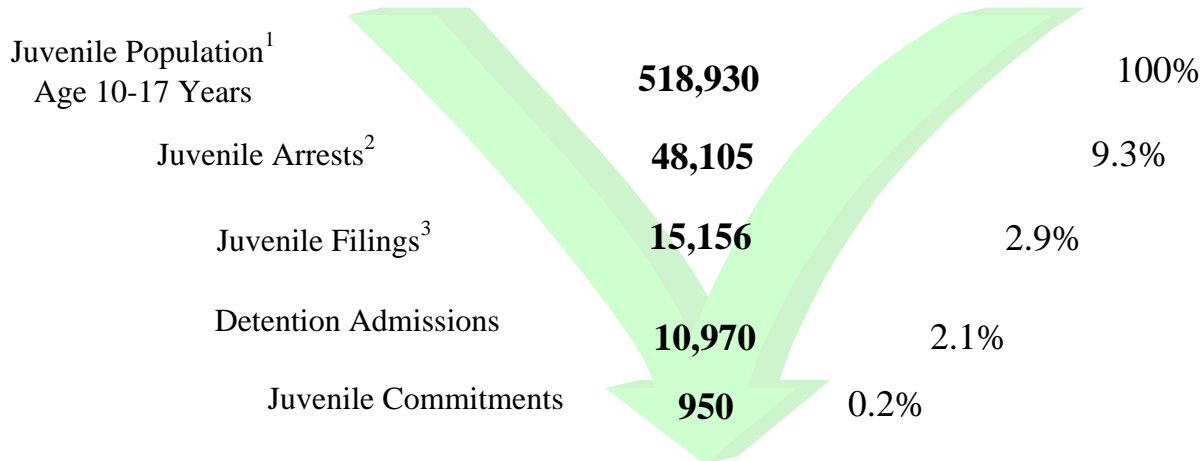 Juvenile Population¹
Age 10-17 Years
518,930
100%
Juvenile Arrests²
48,105
9.3%
Juvenile Filings³
15,156
2.9%
Detention Admissions
10,970
2.1%
Juvenile Commitments
950
0.2%